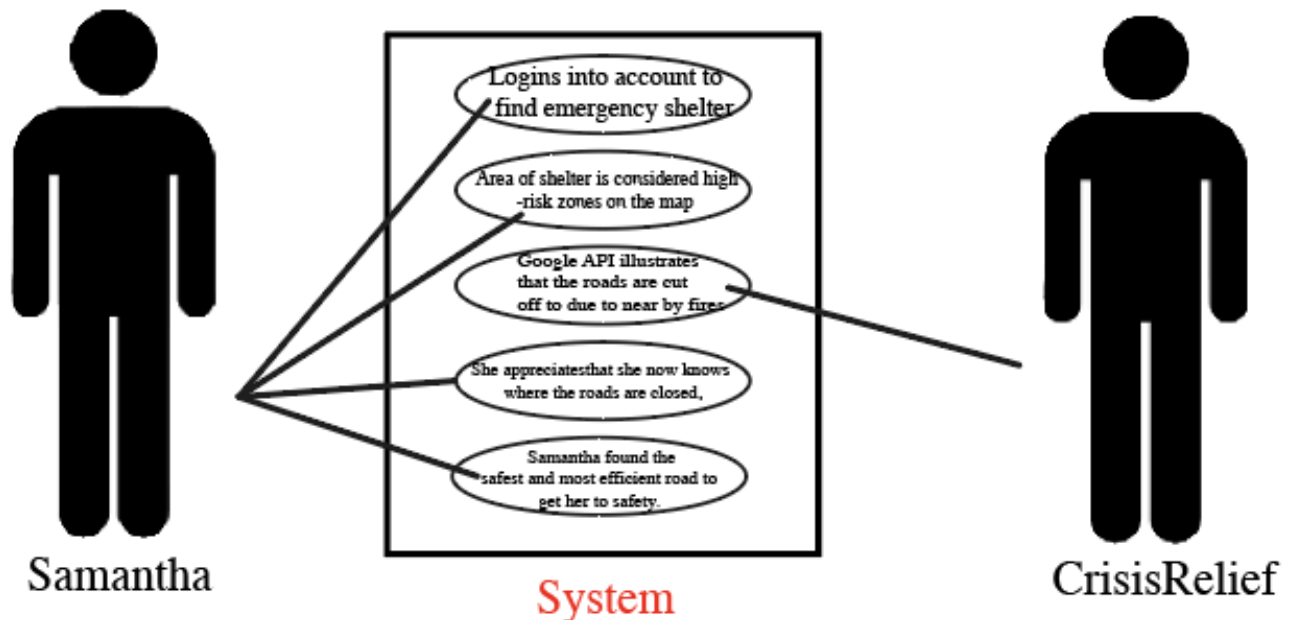 Logins into account to
find emergency shelter
Area of shelter is considered high
-risk zones on the map
Google API illustrates
that the roads are cut
off to due to near by fires
She appreciatesthat she now knows
where the roads are closed,
Samantha found the
safest and most efficient road to
get her to safety.
Samantha
System
CrisisRelief